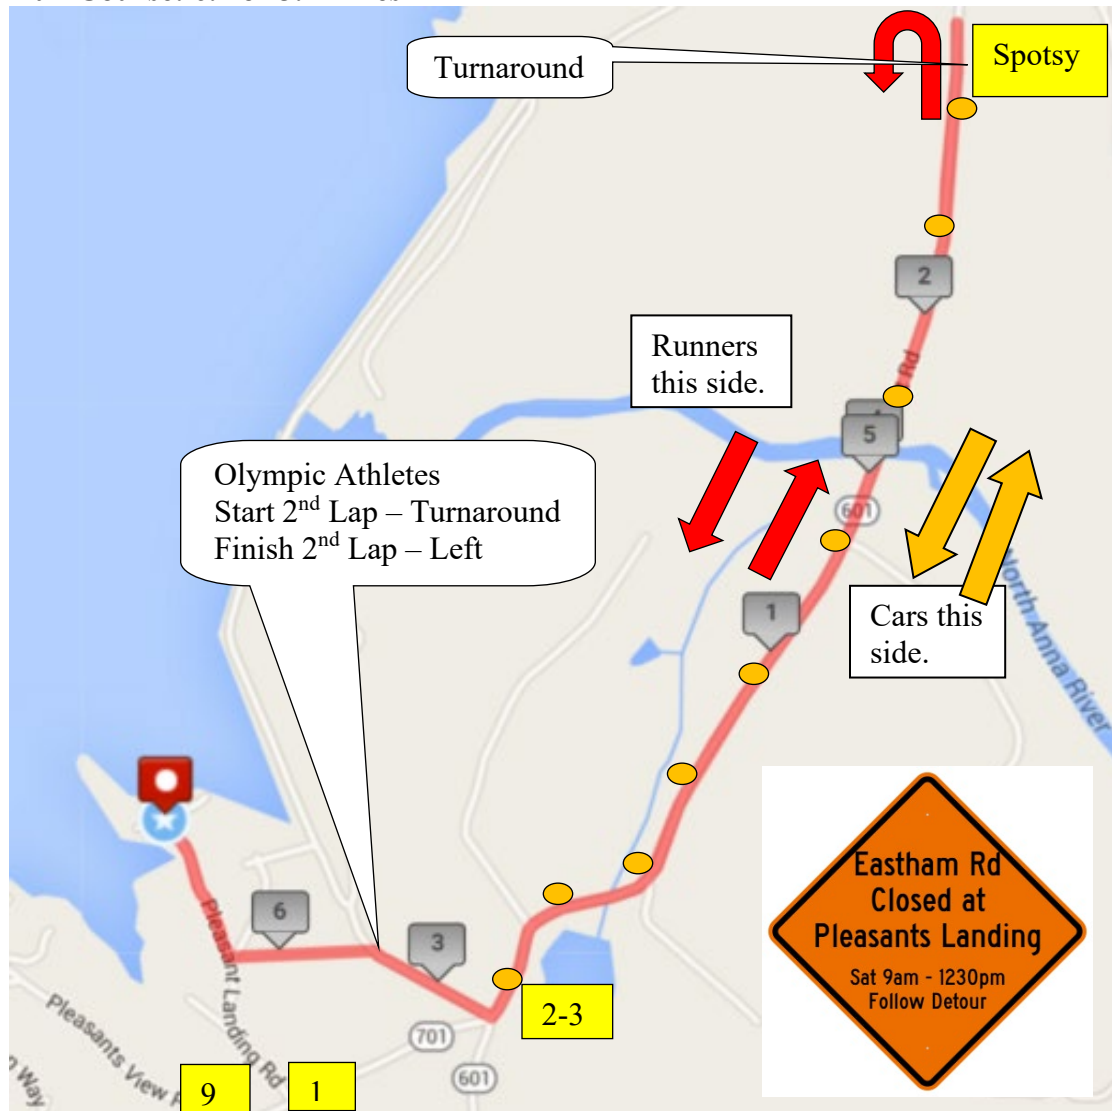 Turnaround
Spotsy
2
Runners
this side.
Rd
5
601
Olympic Athletes
Start 2nd Lap – Turnaround
Finish 2nd Lap – Left
1
Cars this
side.
North Anna River
6
3
Pleasant Landing Rd
2-3
701
601
Pleasants View
Way
9
1
Eastham Rd
Closed at
Pleasants Landing
Sat 9am - 1230pm
Follow Detour